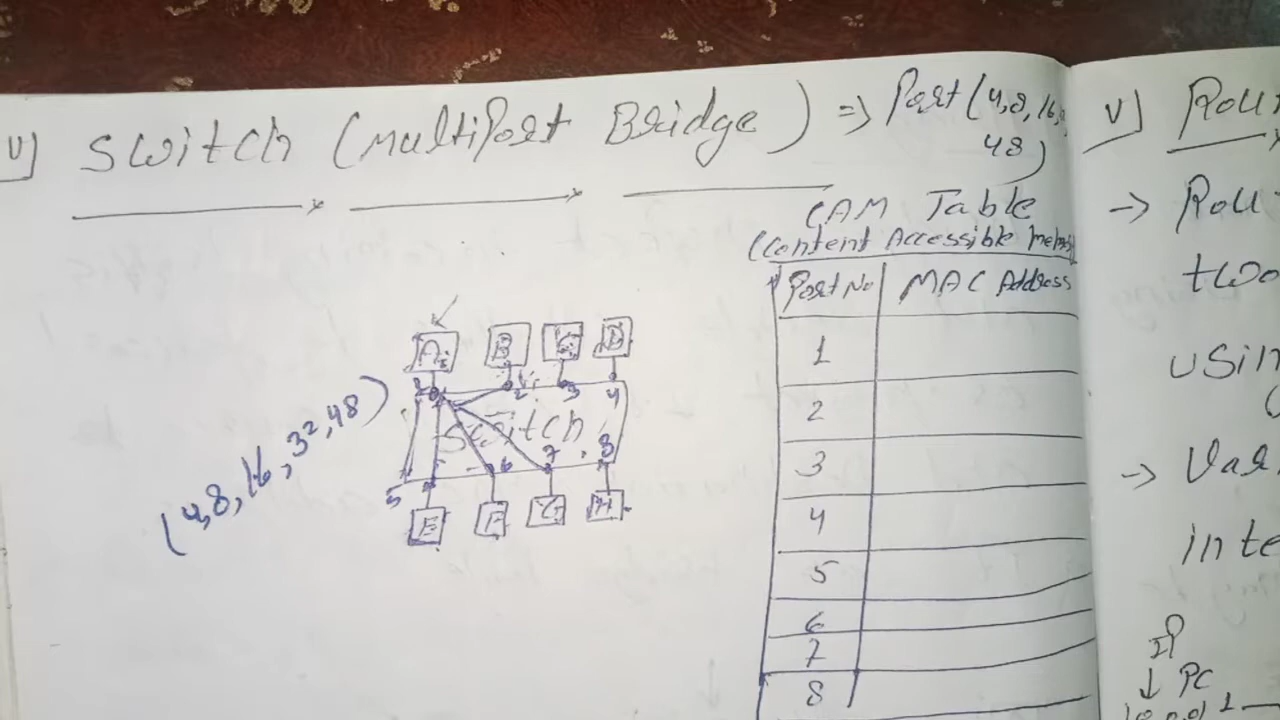 v] Switch (Multiport Bridge) => Port (4,8,16,
48)
CAM Table
(Content Accessible
Port No MAC Address
1
2
3
4
5
6
7
8
A B C D
1 2 3 4
Switch
5 6 7 8
E F G H
(4,8,16,32,48)
v] Rou
-> Rou
two
usin
-> Var
inte
IP
↓ PC